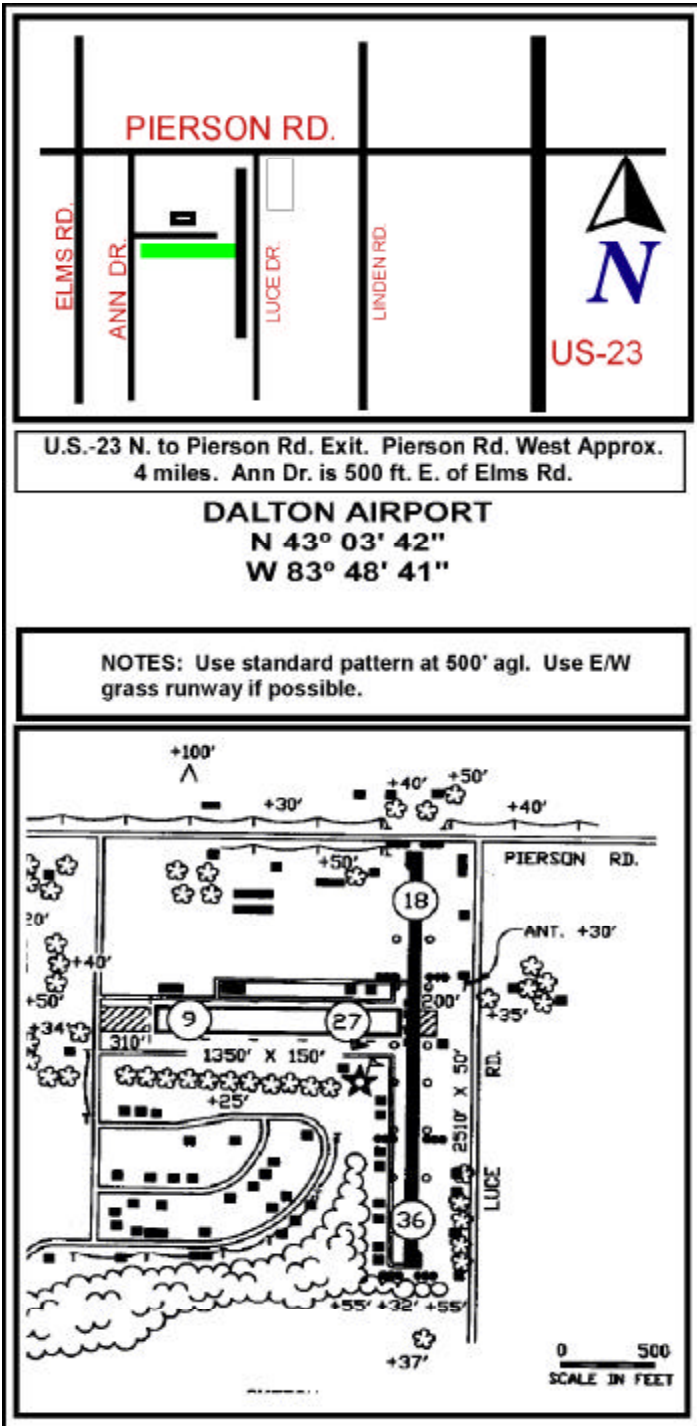 PIERSON RD.
ELMS RD.
ANN DR.
LUCE DR.
LINDEN RD.
N
US-23
U.S.-23 N. to Pierson Rd. Exit. Pierson Rd. West Approx.
4 miles. Ann Dr. is 500 ft. E. of Elms Rd.
DALTON AIRPORT
N 43º 03' 42"
W 83º 48' 41"
NOTES: Use standard pattern at 500' agl. Use E/W
grass runway if possible.
+100'
+30'
+40'
+50'
+40'
PIERSON RD.
+50'
18
20'
ANT. +30'
+40'
+50'
200'
+35'
+34'
9
27
310'
1350' X 150'
+25'
2510' X 50'
LUCE RD.
36
+55' +32' +55'
+37'
0 500
SCALE IN FEET